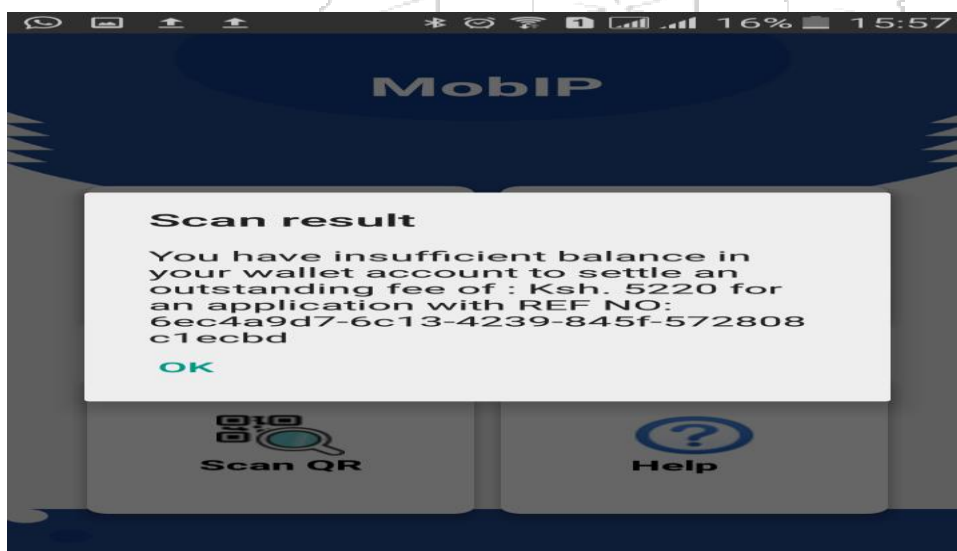 1 16% 15:57
MobIP
Scan result
You have insufficient balance in
your wallet account to settle an
outstanding fee of : Ksh. 5220 for
an application with REF NO:
6ec4a9d7-6c13-4239-845f-572808
c1ecbd
OK
Scan QR
Help